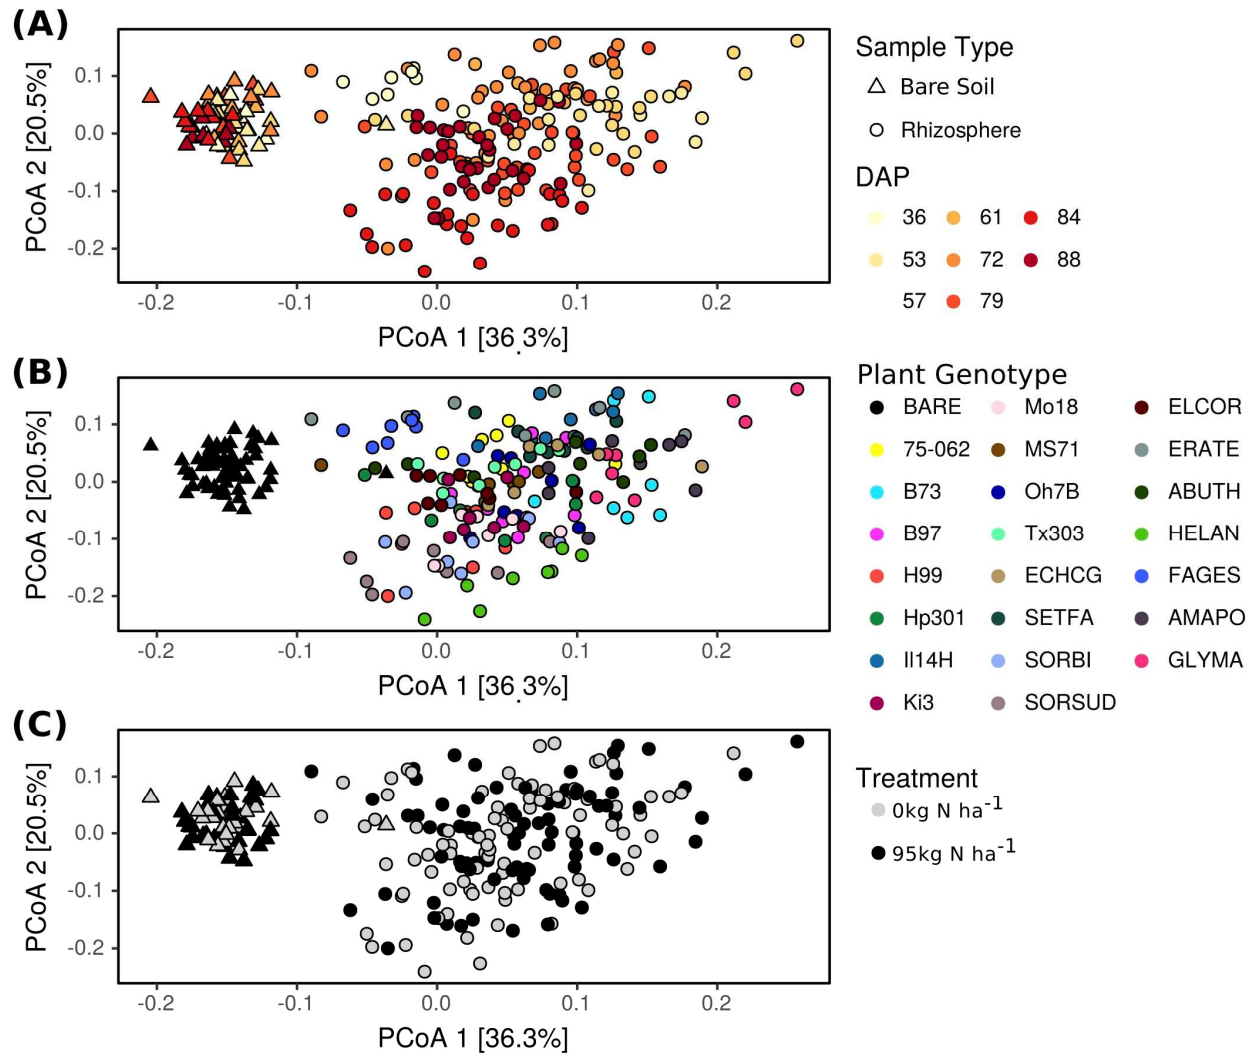 (A)
PCoA 2 [20.5%]
0.1
0.0
-0.1
-0.2
-0.2 -0.1 0.0 0.1 0.2
PCoA 1 [36.3%]
Sample Type
Bare Soil
Rhizosphere
DAP
36 61 84
53 72 88
57 79
(B)
PCoA 2 [20.5%]
0.1
0.0
-0.1
-0.2
-0.2 -0.1 0.0 0.1 0.2
PCoA 1 [36.3%]
Plant Genotype
BARE Mo18 ELCOR
75-062 MS71 ERATE
B73 Oh7B ABUTH
B97 Tx303 HELAN
H99 ECHCG FAGES
Hp301 SETFA AMAPO
Il14H SORBI GLYMA
Ki3 SORSUD
(C)
PCoA 2 [20.5%]
0.1
0.0
-0.1
-0.2
-0.2 -0.1 0.0 0.1 0.2
PCoA 1 [36.3%]
Treatment
0kg N ha⁻¹
95kg N ha⁻¹